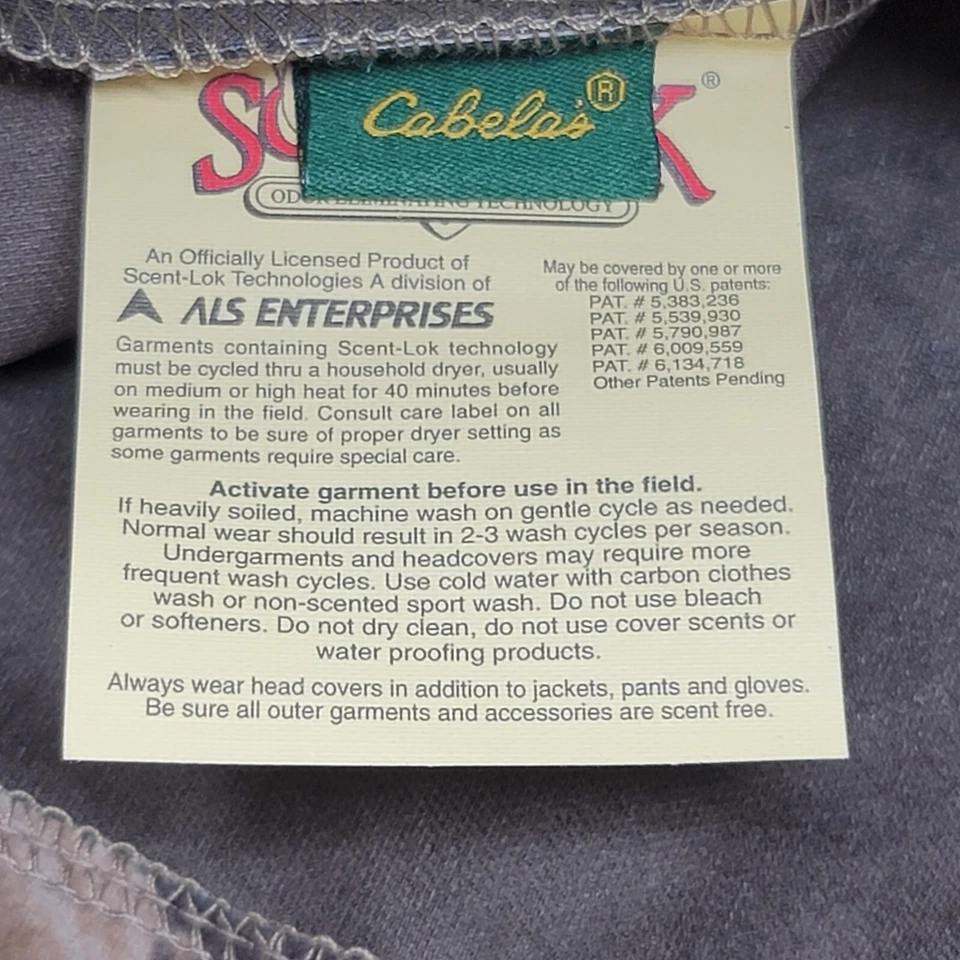 Cabela's®
®
ODOR ELIMINATING TECHNOLOGY
An Officially Licensed Product of
Scent-Lok Technologies A division of
ALS ENTERPRISES
Garments containing Scent-Lok technology
must be cycled thru a household dryer, usually
on medium or high heat for 40 minutes before
wearing in the field. Consult care label on all
garments to be sure of proper dryer setting as
some garments require special care.
May be covered by one or more
of the following U.S. patents:
PAT. # 5,383,236
PAT. # 5,539,930
PAT. # 5,790,987
PAT. # 6,009,559
PAT. # 6,134,718
Other Patents Pending
Activate garment before use in the field.
If heavily soiled, machine wash on gentle cycle as needed.
Normal wear should result in 2-3 wash cycles per season.
Undergarments and headcovers may require more
frequent wash cycles. Use cold water with carbon clothes
wash or non-scented sport wash. Do not use bleach
or softeners. Do not dry clean, do not use cover scents or
water proofing products.
Always wear head covers in addition to jackets, pants and gloves.
Be sure all outer garments and accessories are scent free.